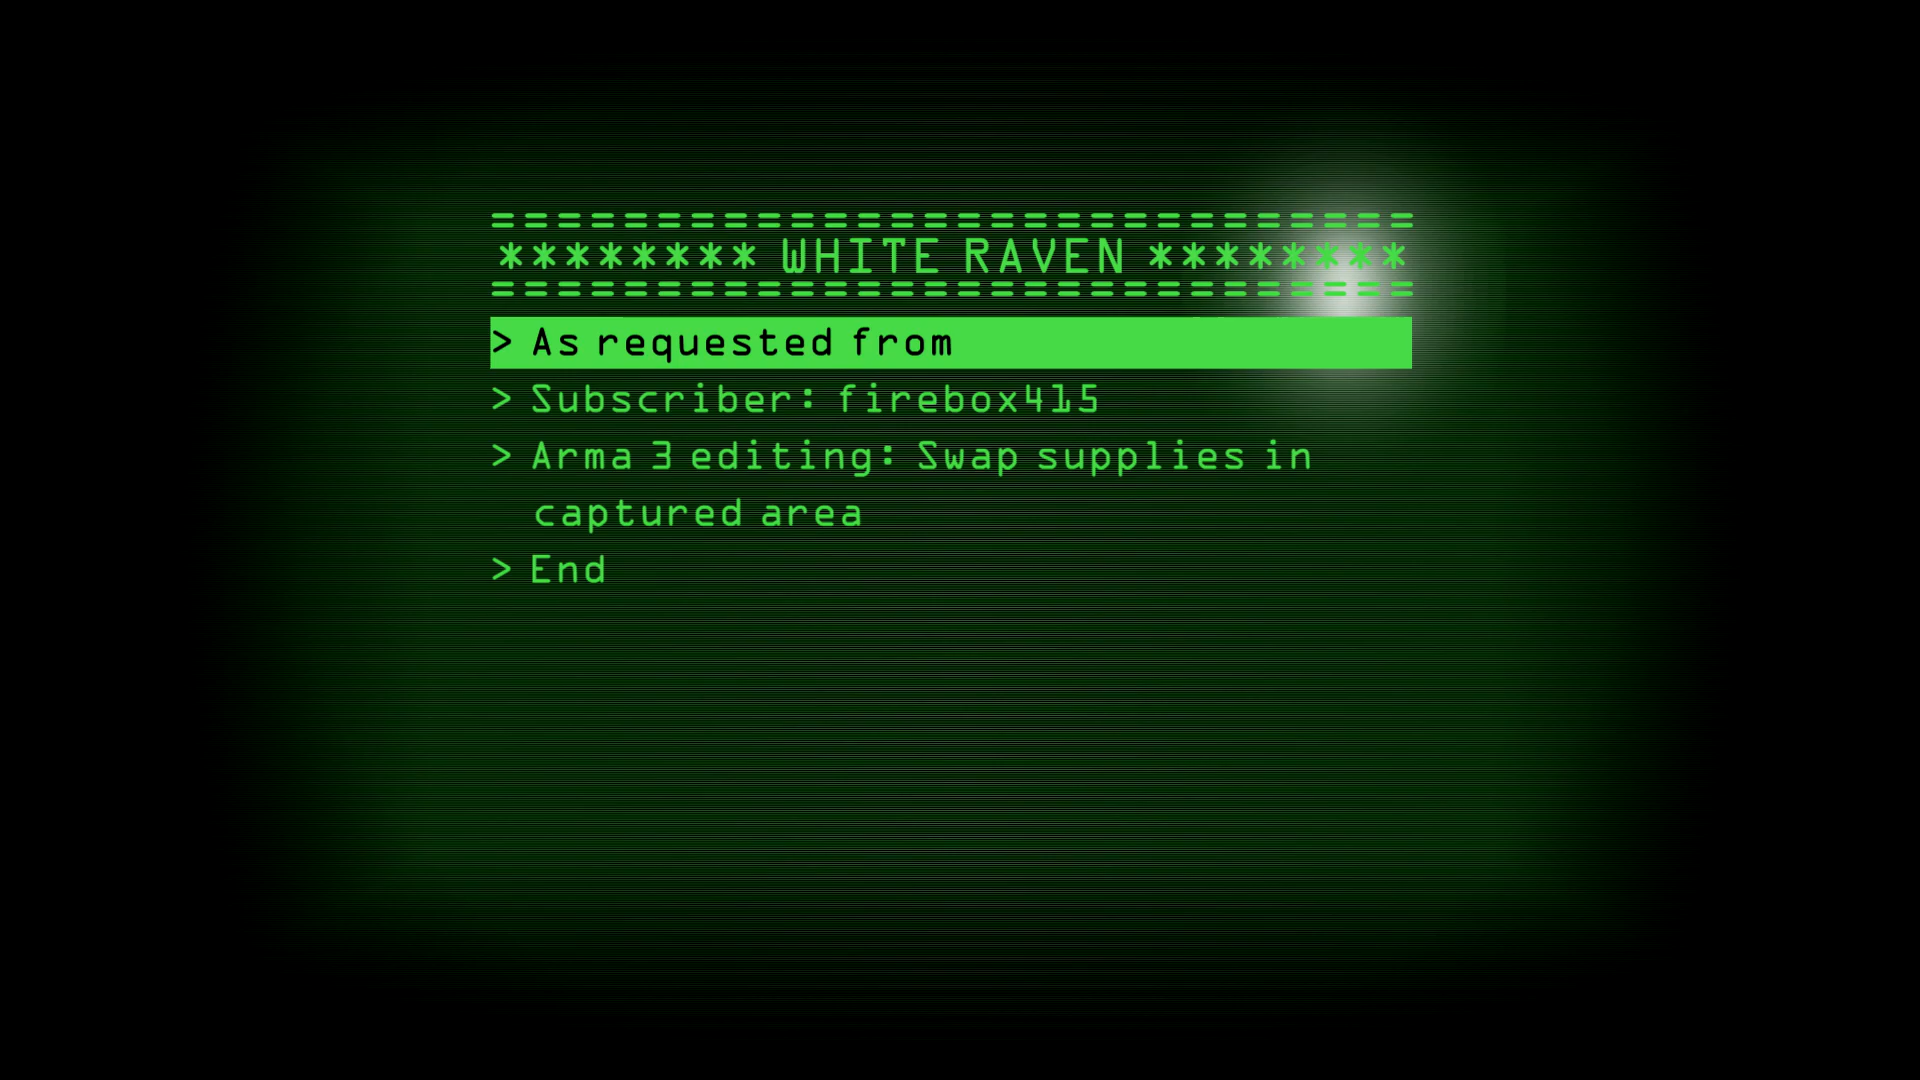 ============================
******** WHITE RAVEN ********
============================
> As requested from
> Subscriber: firebox415
> Arma 3 editing: Swap supplies in
captured area
> End